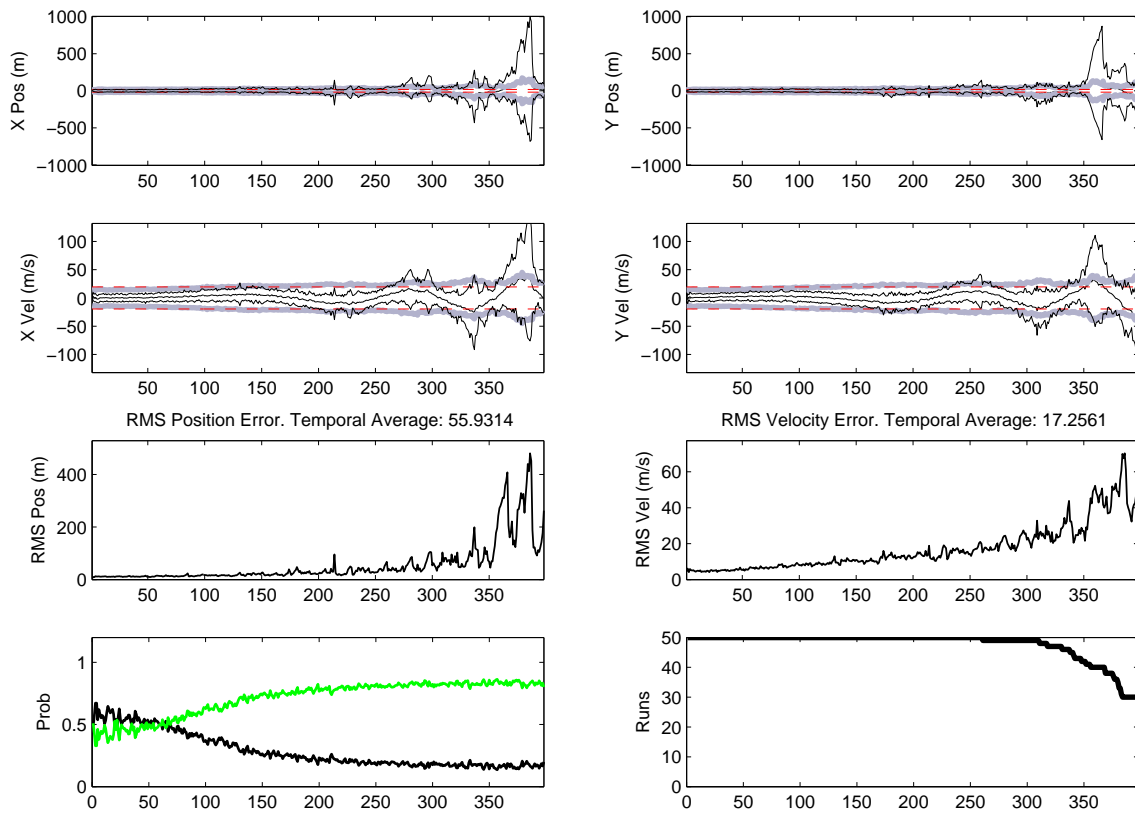 X Pos (m)
1000
500
0
−500
−1000
50 100 150 200 250 300 350
Y Pos (m)
1000
500
0
−500
−1000
50 100 150 200 250 300 350
X Vel (m/s)
100
50
0
−50
−100
50 100 150 200 250 300 350
Y Vel (m/s)
100
50
0
−50
−100
50 100 150 200 250 300 350
RMS Position Error. Temporal Average: 55.9314
RMS Pos (m)
400
200
0
50 100 150 200 250 300 350
RMS Velocity Error. Temporal Average: 17.2561
RMS Vel (m/s)
60
40
20
0
50 100 150 200 250 300 350
Prob
1
0.5
0
0 50 100 150 200 250 300 350
Runs
50
40
30
20
10
0
0 50 100 150 200 250 300 350